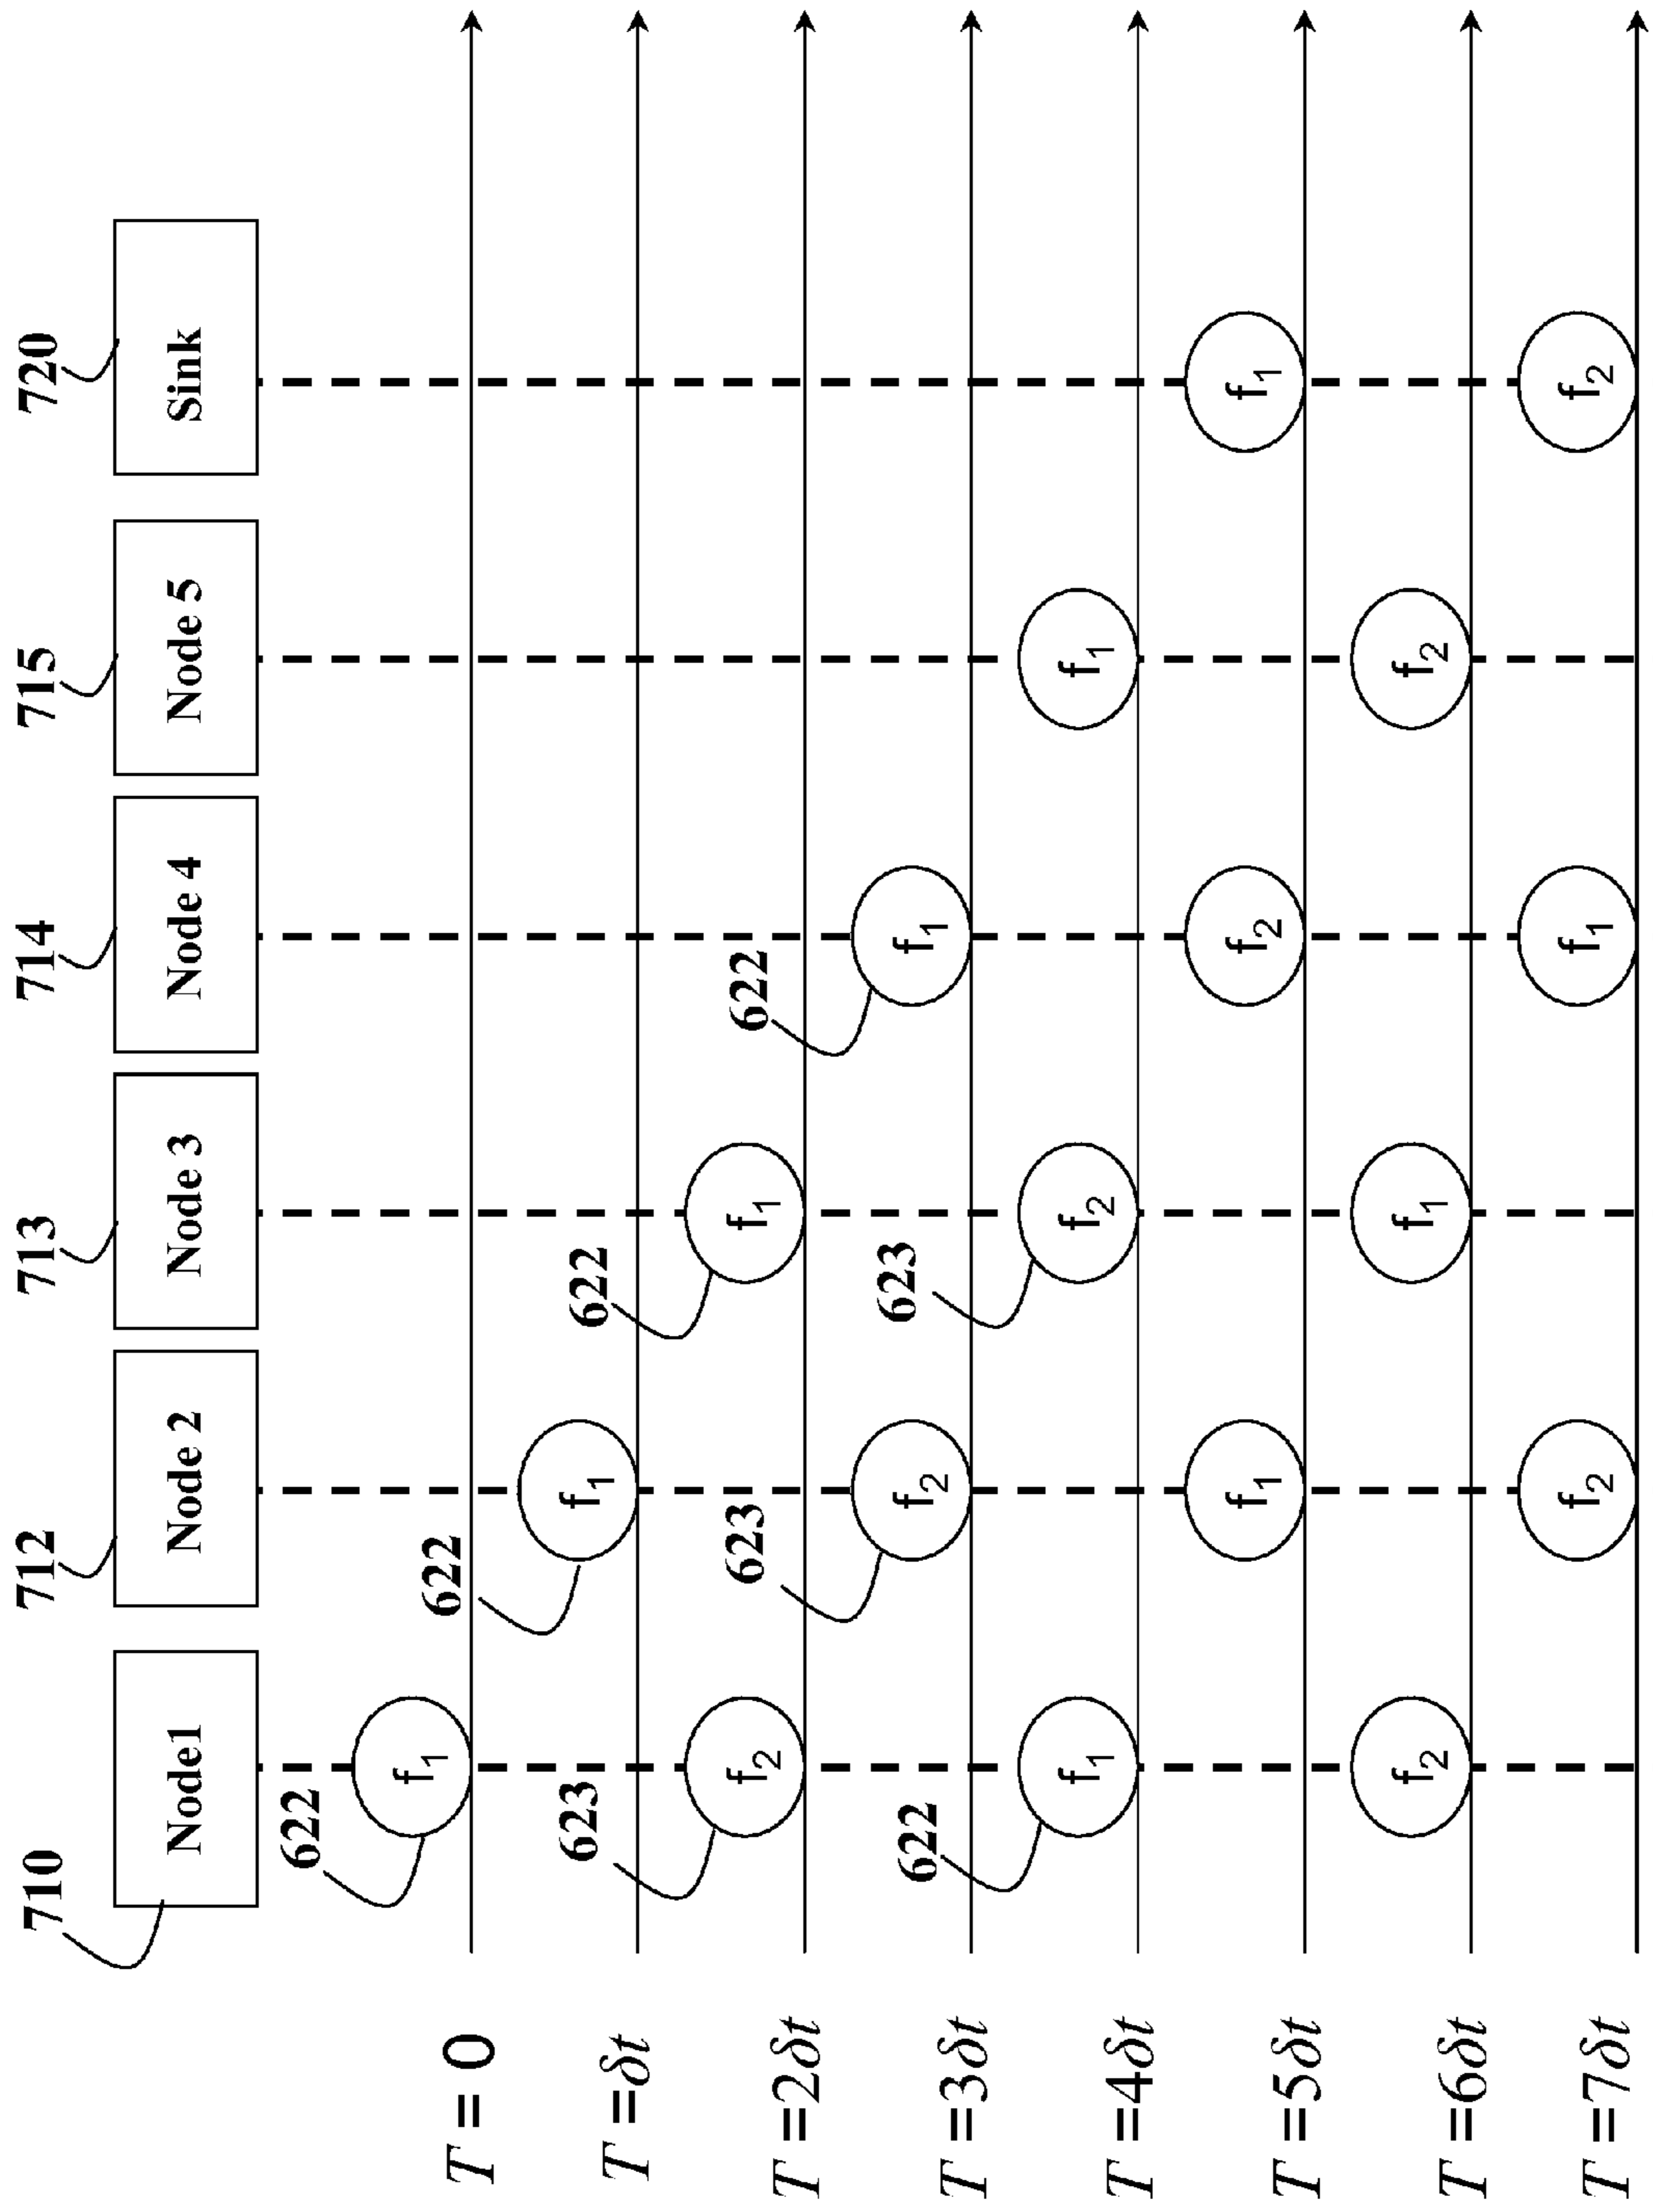 710 712 713 714 715 720
Node1 Node 2 Node 3 Node 4 Node 5 Sink
622
f1 622
T = 0
623 f1 622
T =δt
f2 623 f1 622
T =2δt
622 f2 623 f1
T =3δt
f1 f2 f1
T =4δt
f1 f2 f1
T =5δt
f2 f1 f2
T =6δt
f2 f1 f2
T =7δt